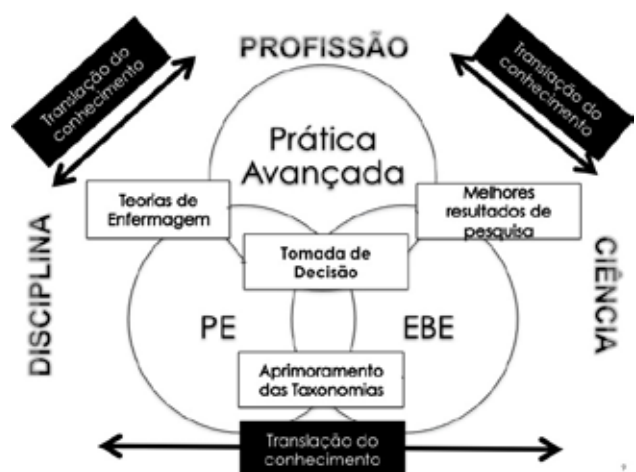 PROFISSÃO
Translação do
conhecimento
Translação do
conhecimento
Prática
Avançada
Teorias de
Enfermagem
Melhores
resultados de
pesquisa
Tomada de
Decisão
DISCIPLINA
CIÊNCIA
PE
EBE
Aprimoramento
das Taxonomias
Translação do
conhecimento